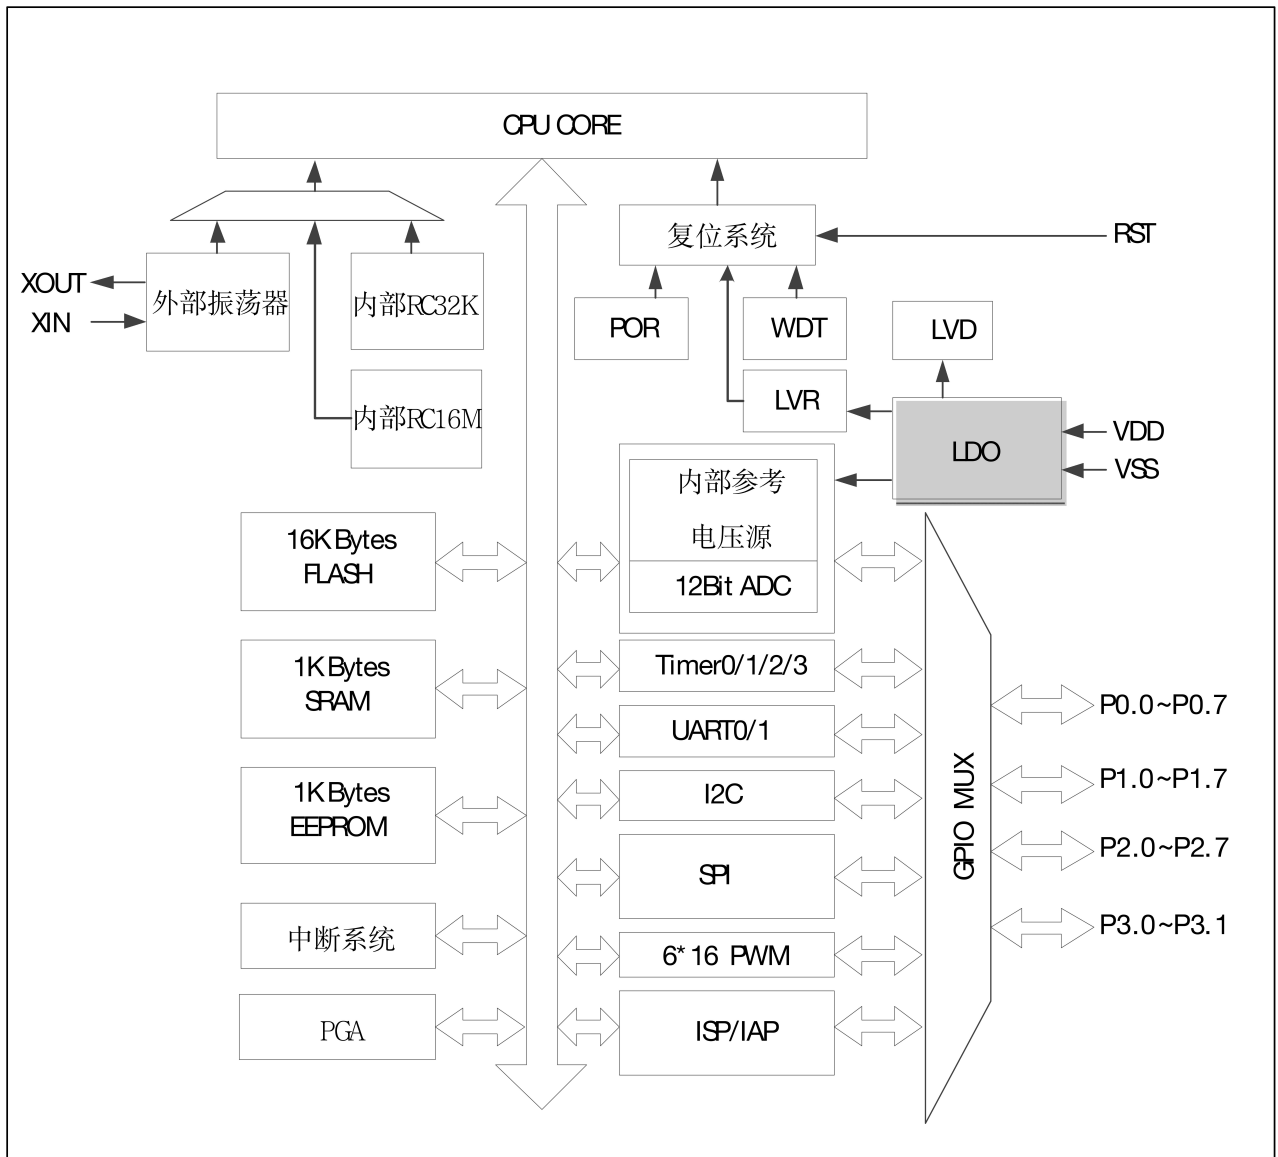 CPU CORE
复位系统
RST
XOUT
XIN
外部振荡器
内部RC32K
POR
WDT
LVD
内部RC16M
LVR
LDO
VDD
VSS
内部参考
电压源
12Bit ADC
16K Bytes
FLASH
1K Bytes
SRAM
Timer0/1/2/3
UART0/1
P0.0~P0.7
1K Bytes
EEPROM
I2C
GPIO MUX
P1.0~P1.7
SPI
P2.0~P2.7
中断系统
6*16 PWM
P3.0~P3.1
PGA
ISP/IAP